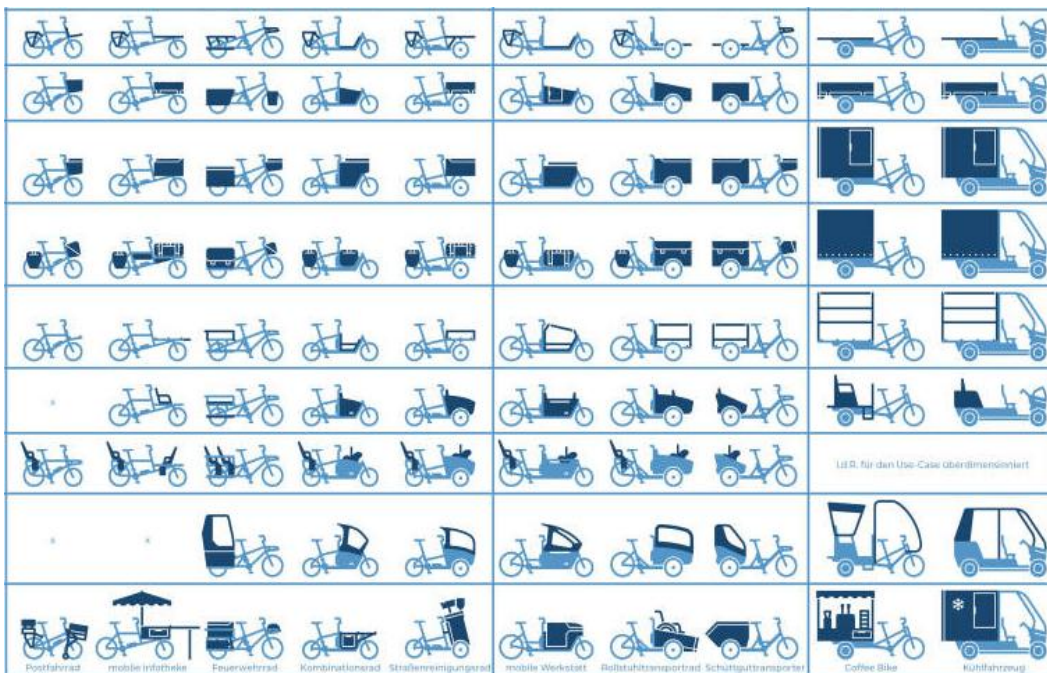 i.d.R. für den Use-Case überdimensioniert
Postfahrrad
mobile Infotheke
Feuerwehrrad
Kombinationsrad
Straßenreinigungsrad
mobile Werkstatt
Rollstuhltransportrad
Schüttguttransporter
Coffee Bike
Kühlfahrzeug